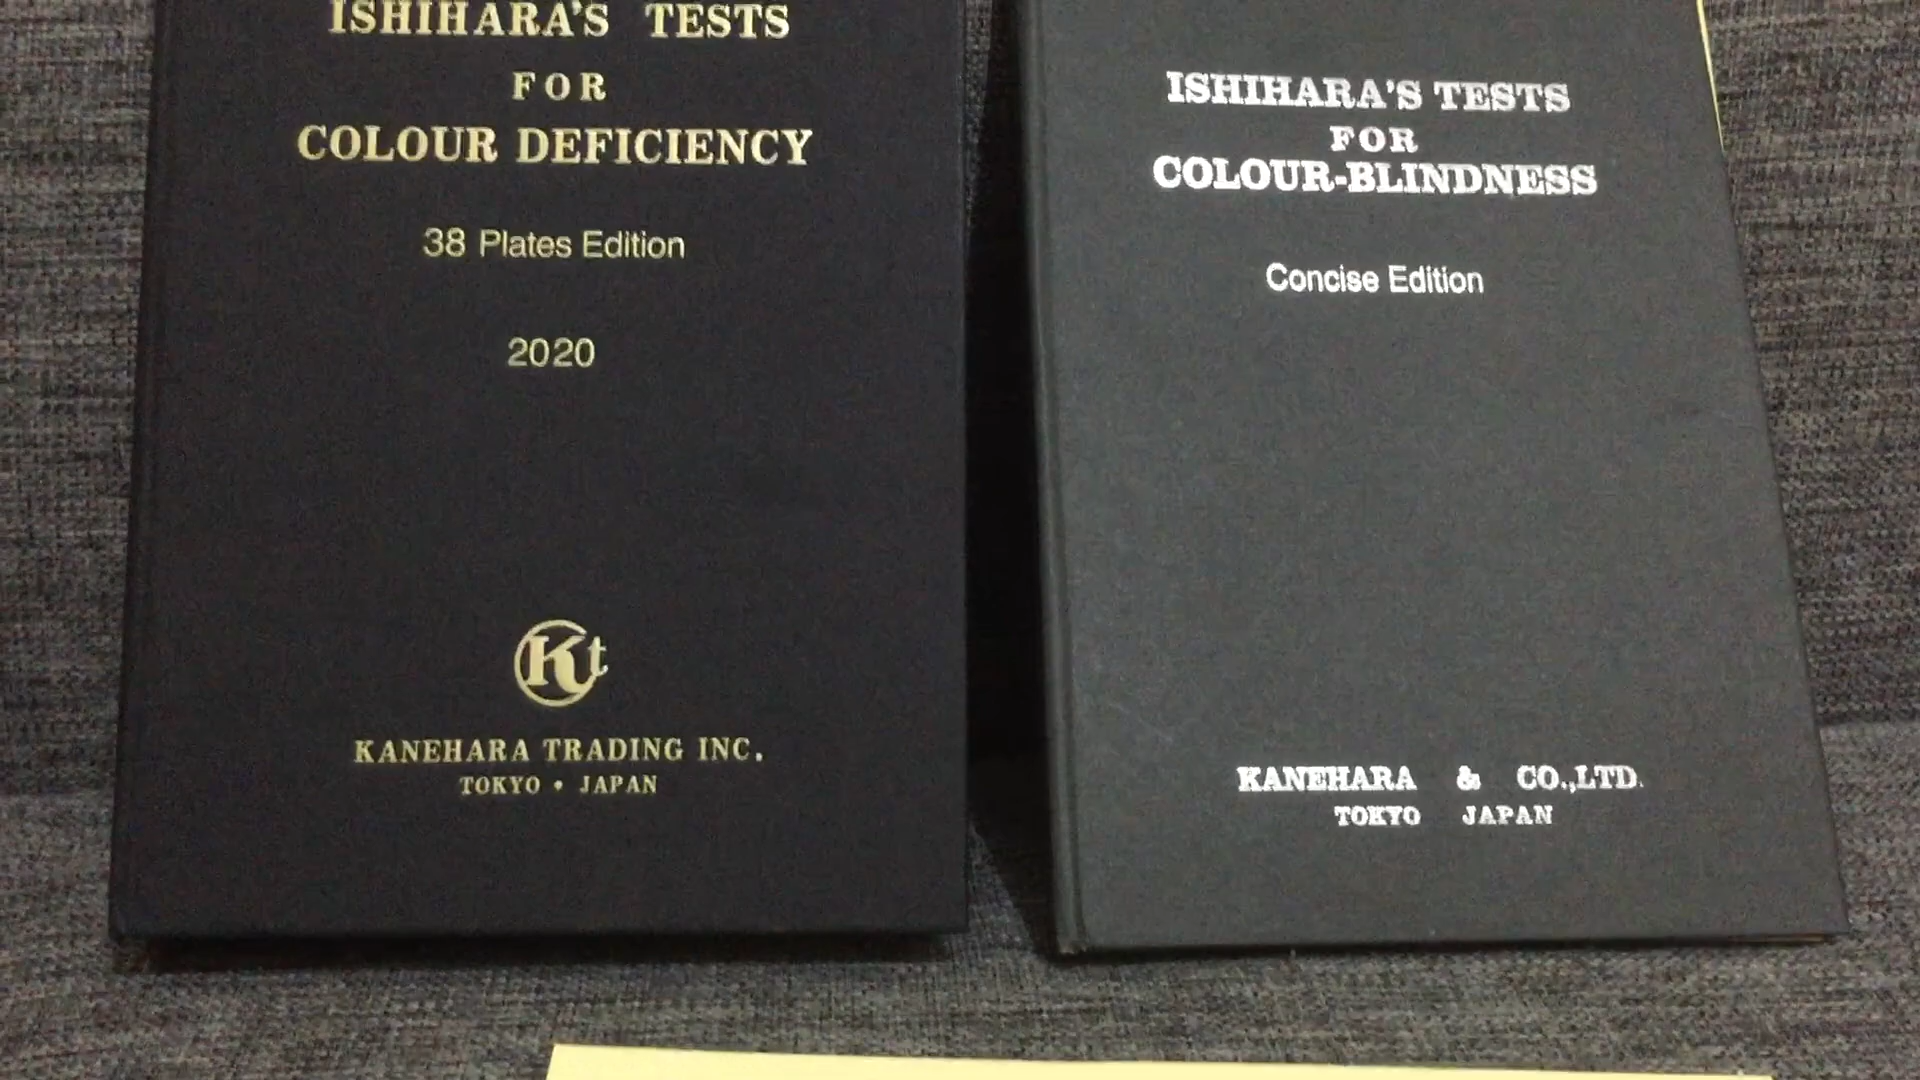 ISHIHARA'S TESTS
FOR
COLOUR DEFICIENCY
38 Plates Edition
2020
Kt
KANEHARA TRADING INC.
TOKYO • JAPAN
ISHIHARA'S TESTS
FOR
COLOUR-BLINDNESS
Concise Edition
KANEHARA & CO.,LTD.
TOKYO JAPAN